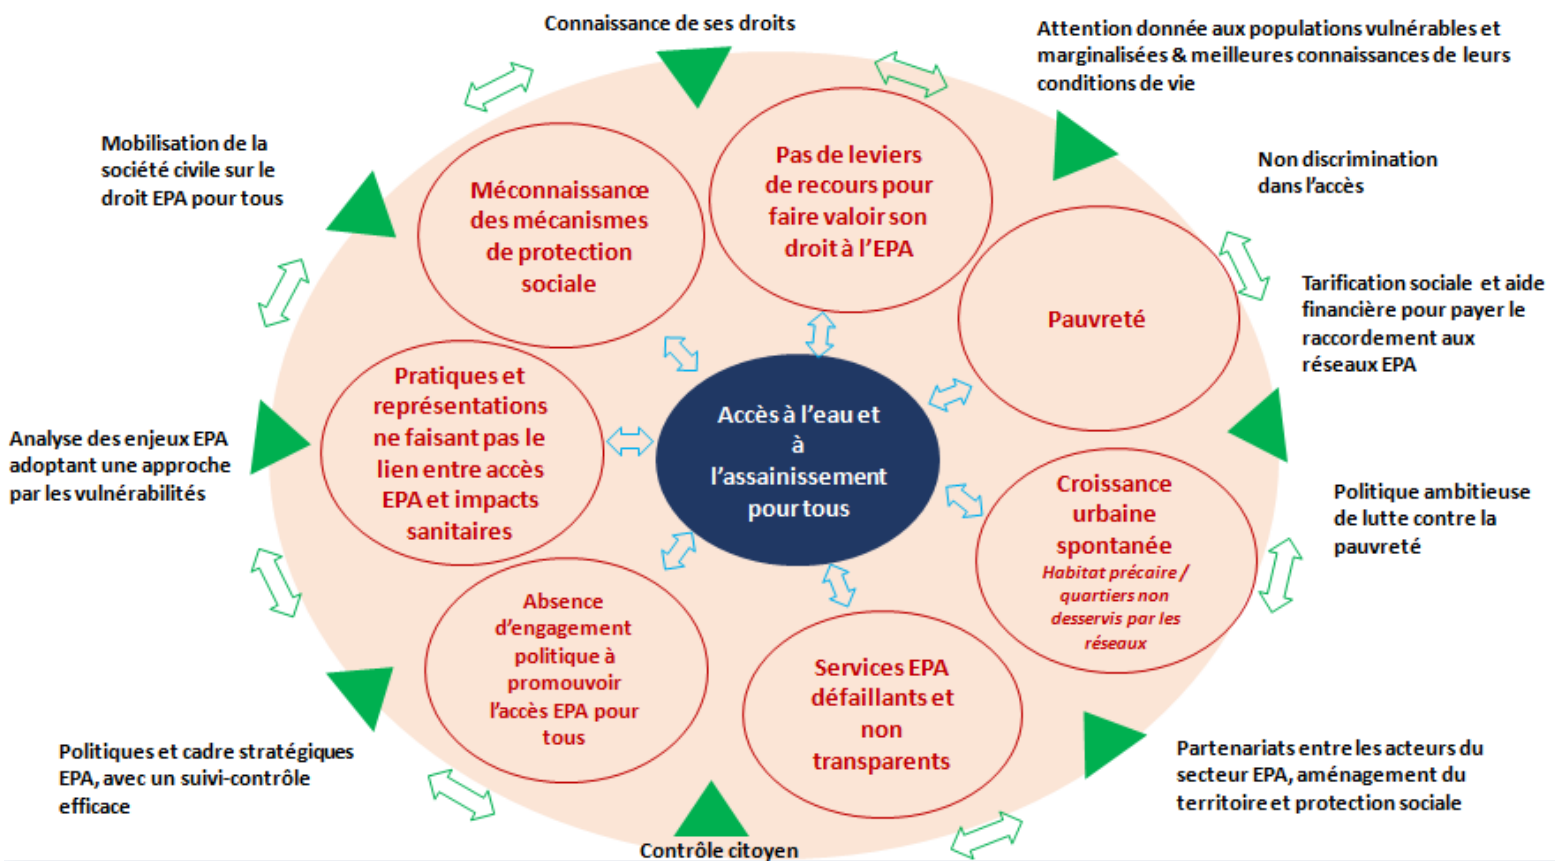 Connaissance de ses droits
Attention donnée aux populations vulnérables et
marginalisées & meilleures connaissances de leurs
conditions de vie
Mobilisation de la
société civile sur le
droit EPA pour tous
Non discrimination
dans l'accès
Pas de leviers
de recours pour
faire valoir son
droit à l'EPA
Méconnaissance
des mécanismes
de protection
sociale
Pauvreté
Tarification sociale et aide
financière pour payer le
raccordement aux
réseaux EPA
Pratiques et
représentations
ne faisant pas le
lien entre accès
EPA et impacts
sanitaires
Accès à l'eau et
à
l'assainissement
pour tous
Analyse des enjeux EPA
adoptant une approche
par les vulnérabilités
Croissance
urbaine
spontanée
Habitat précaire /
quartiers non
desservis par les
réseaux
Politique ambitieuse
de lutte contre la
pauvreté
Absence
d'engagement
politique à
promouvoir
l'accès EPA pour
tous
Services EPA
défaillants et
non
transparents
Politiques et cadre stratégiques
EPA, avec un suivi-contrôle
efficace
Partenariats entre les acteurs du
secteur EPA, aménagement du
territoire et protection sociale
Contrôle citoyen